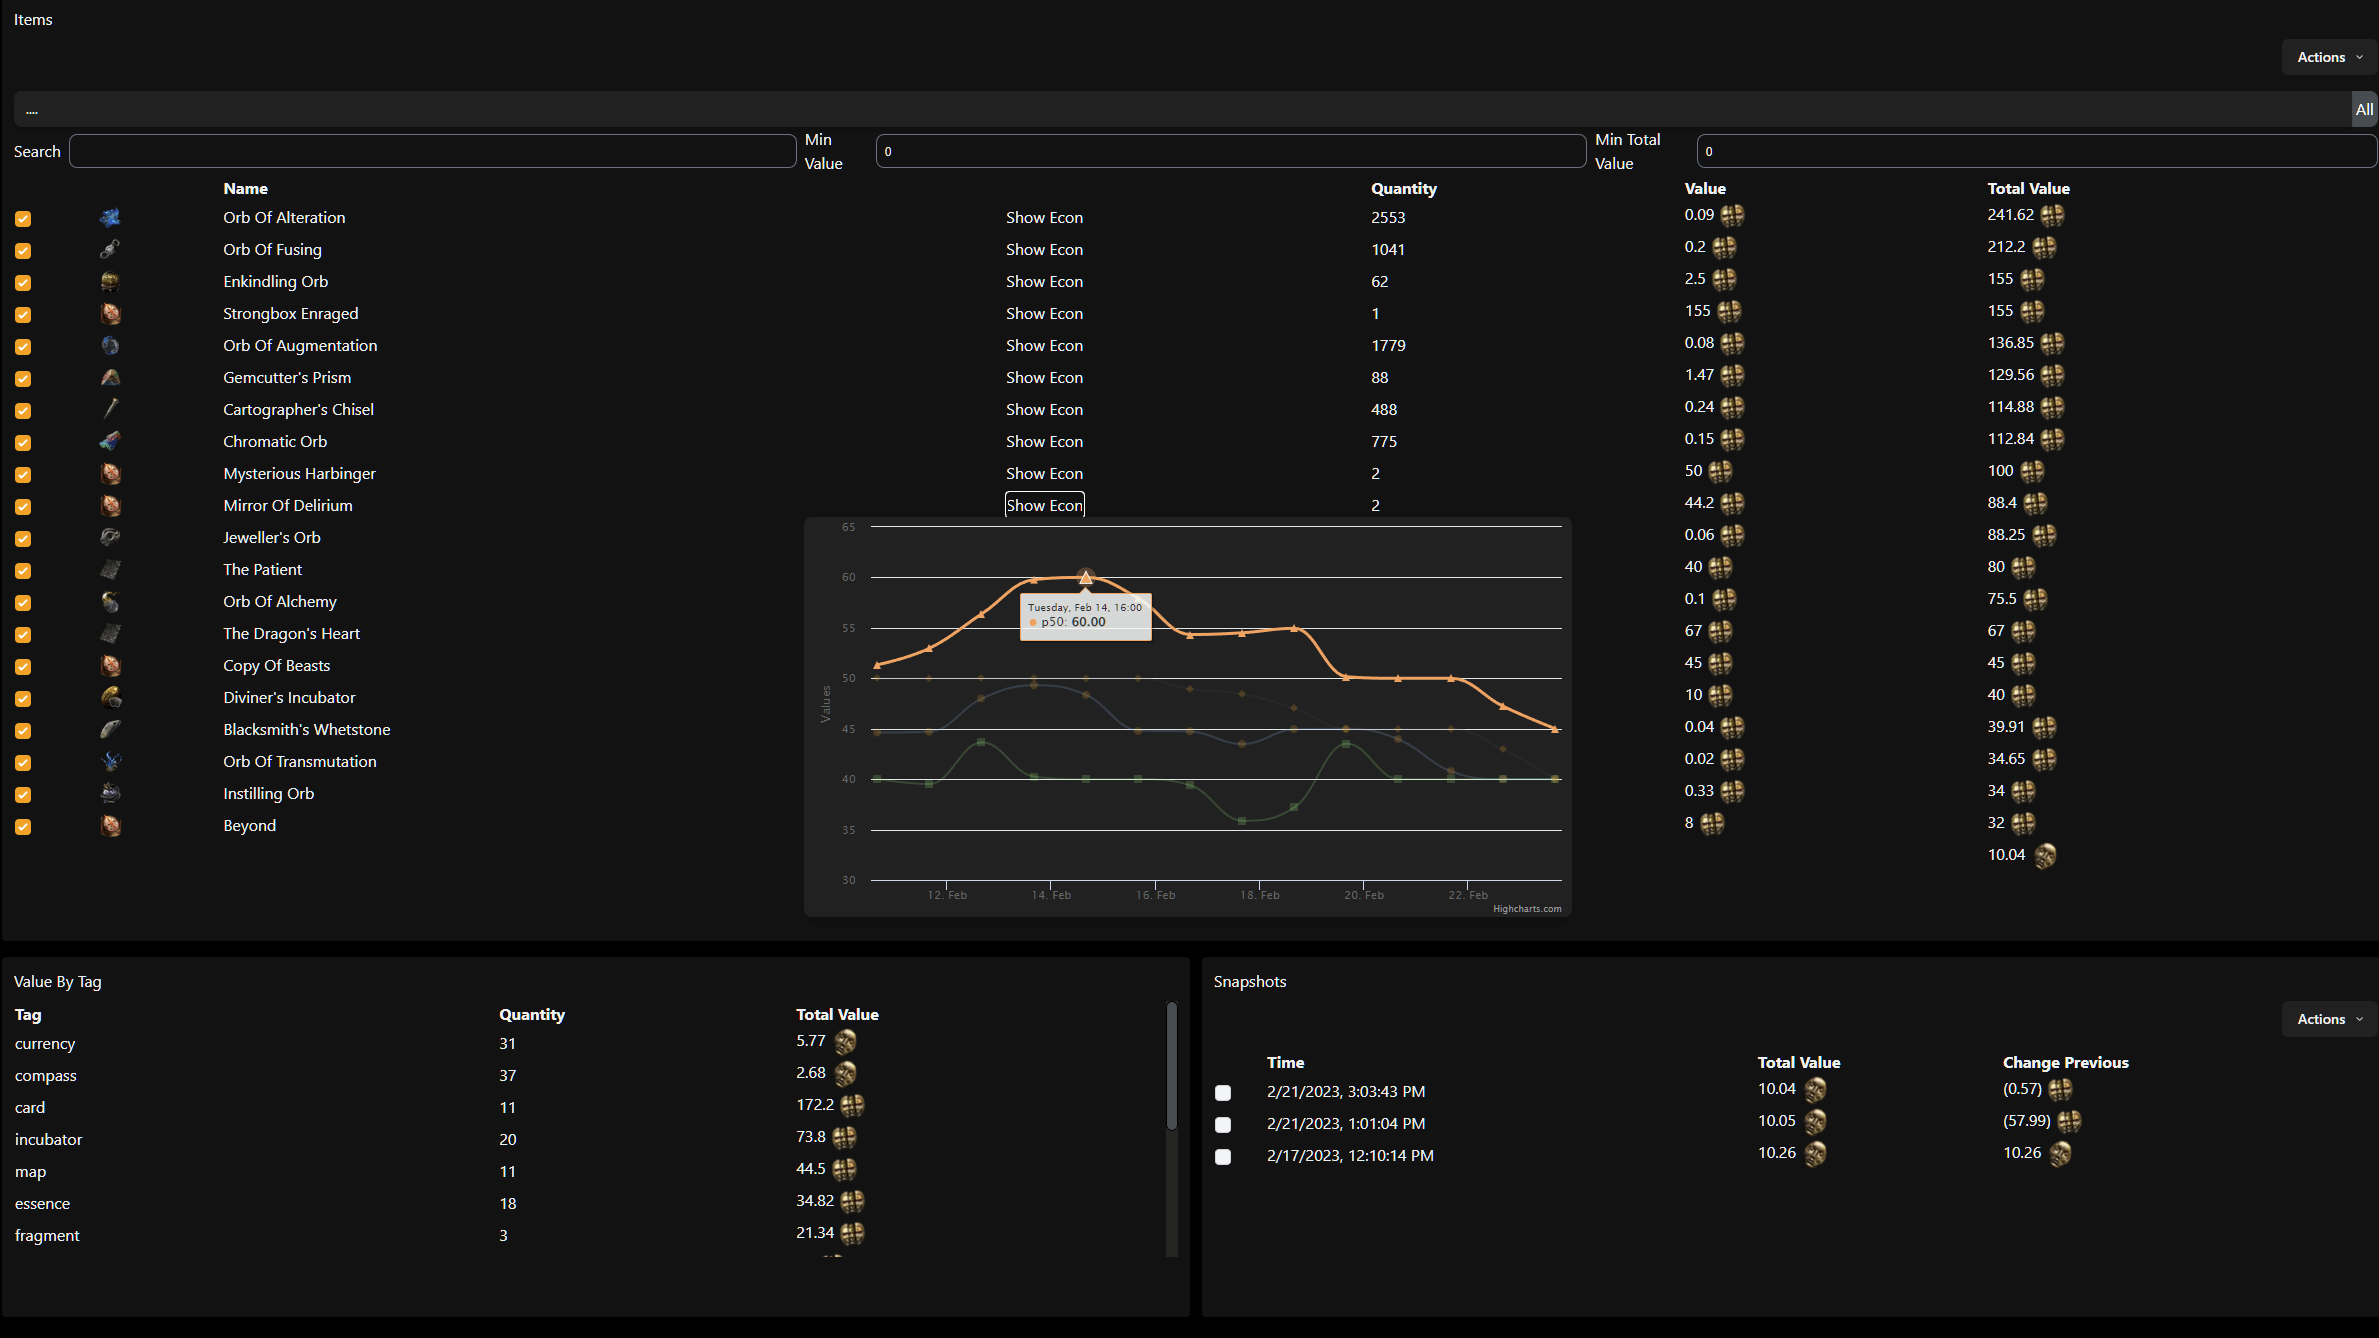 Items
Actions
....
All
Search
Min Value
0
Min Total Value
0
Name Quantity Value Total Value
Orb Of Alteration Show Econ 2553 0.09 241.62
Orb Of Fusing Show Econ 1041 0.2 212.2
Enkindling Orb Show Econ 62 2.5 155
Strongbox Enraged Show Econ 1 155 155
Orb Of Augmentation Show Econ 1779 0.08 136.85
Gemcutter's Prism Show Econ 88 1.47 129.56
Cartographer's Chisel Show Econ 488 0.24 114.88
Chromatic Orb Show Econ 775 0.15 112.84
Mysterious Harbinger Show Econ 2 50 100
Mirror Of Delirium Show Econ 2 44.2 88.4
Jeweller's Orb 0.06 88.25
The Patient 40 80
Orb Of Alchemy 0.1 75.5
The Dragon's Heart 67 67
Copy Of Beasts 45 45
Diviner's Incubator 10 40
Blacksmith's Whetstone 0.04 39.91
Orb Of Transmutation 0.02 34.65
Instilling Orb 0.33 34
Beyond 8 32
10.04
65
60
55
50
45
40
35
30
Values
Tuesday, Feb 14, 16:00
p50: 60.00
12. Feb 14. Feb 16. Feb 18. Feb 20. Feb 22. Feb
Highcharts.com
Value By Tag
Tag Quantity Total Value
currency 31 5.77
compass 37 2.68
card 11 172.2
incubator 20 73.8
map 11 44.5
essence 18 34.82
fragment 3 21.34
Snapshots
Actions
Time Total Value Change Previous
2/21/2023, 3:03:43 PM 10.04 (0.57)
2/21/2023, 1:01:04 PM 10.05 (57.99)
2/17/2023, 12:10:14 PM 10.26 10.26